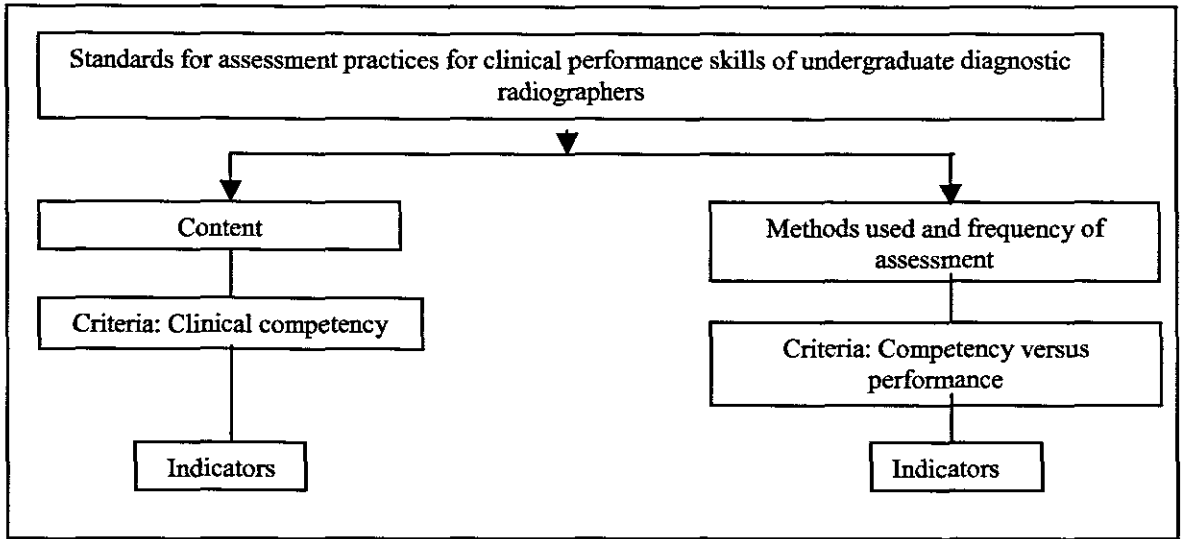 Standards for assessment practices for clinical performance skills of undergraduate diagnostic
radiographers
Content
Methods used and frequency of
assessment
Criteria: Clinical competency
Criteria: Competency versus
performance
Indicators
Indicators